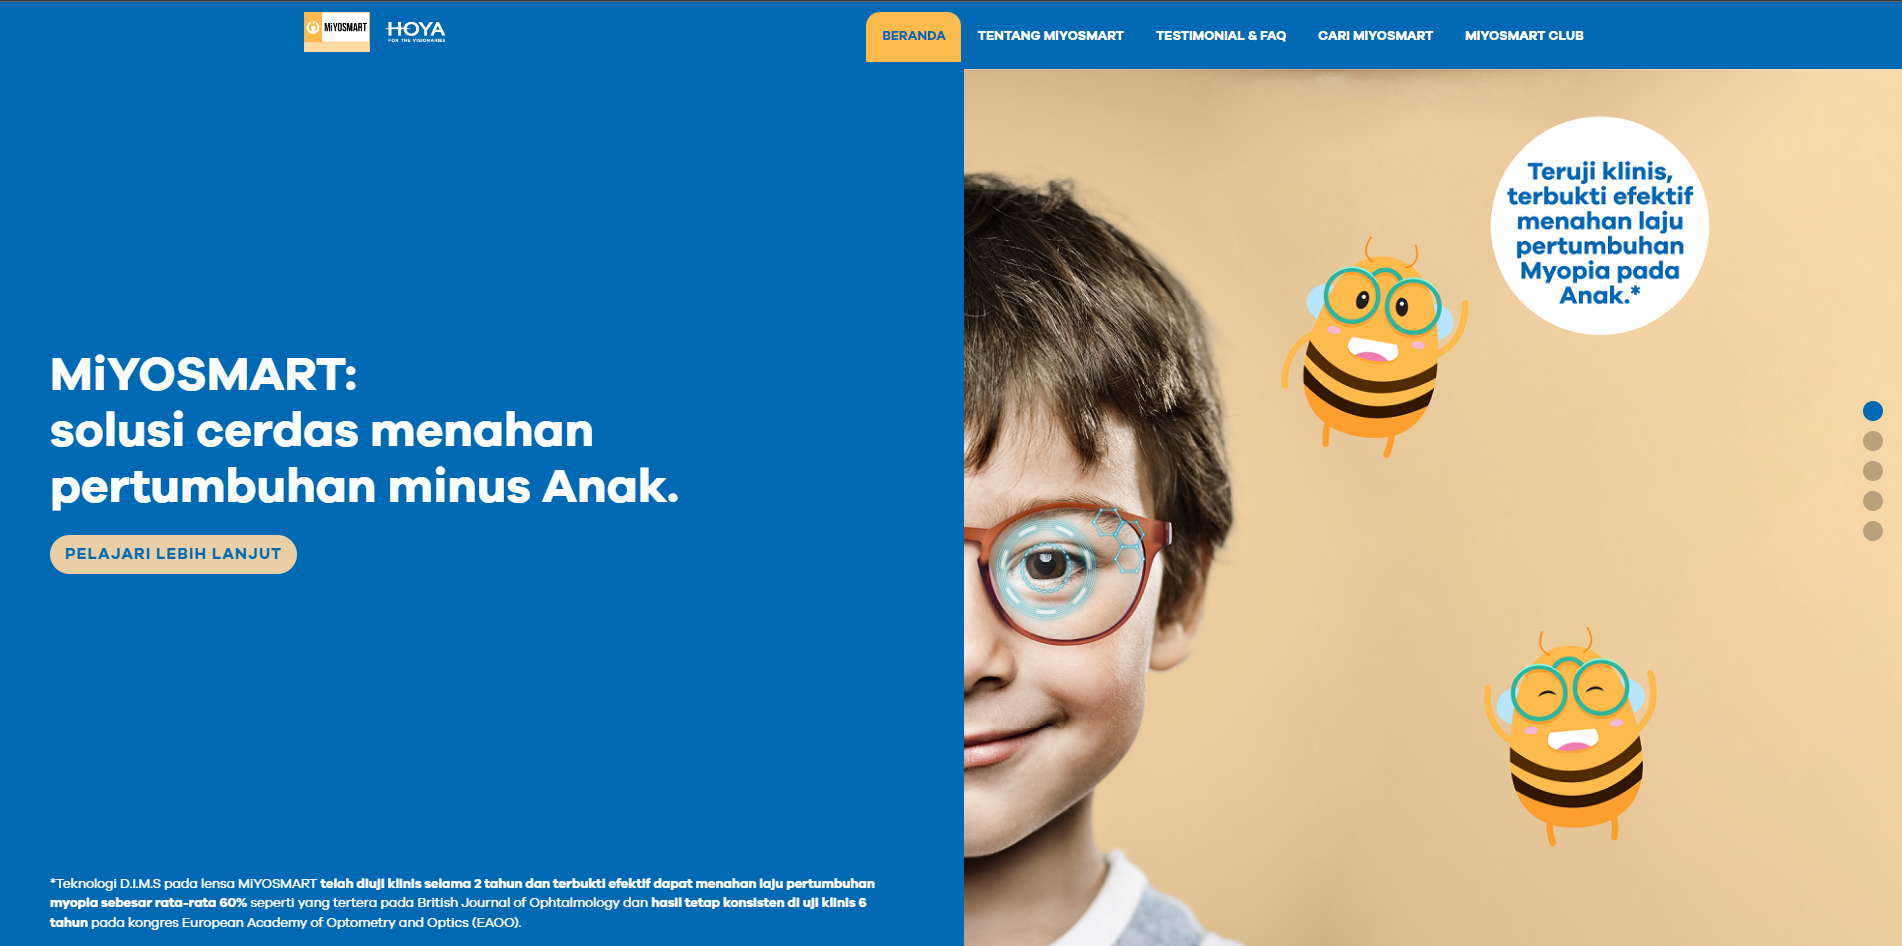 MiYOSMART
HOYA
FOR THE VISIONARIES
BERANDA
TENTANG MIYOSMART
TESTIMONIAL & FAQ
CARI MIYOSMART
MIYOSMART CLUB
Teruji klinis,
terbukti efektif
menahan laju
pertumbuhan
Myopia pada
Anak.*
MiYOSMART:
solusi cerdas menahan
pertumbuhan minus Anak.
PELAJARI LEBIH LANJUT
*Teknologi D.I.M.S pada lensa MiYOSMART telah diuji klinis selama 2 tahun dan terbukti efektif dapat menahan laju pertumbuhan
myopia sebesar rata-rata 60% seperti yang tertera pada British Journal of Ophtalmology dan hasil tetap konsisten di uji klinis 6
tahun pada kongres European Academy of Optometry and Optics (EAOO).